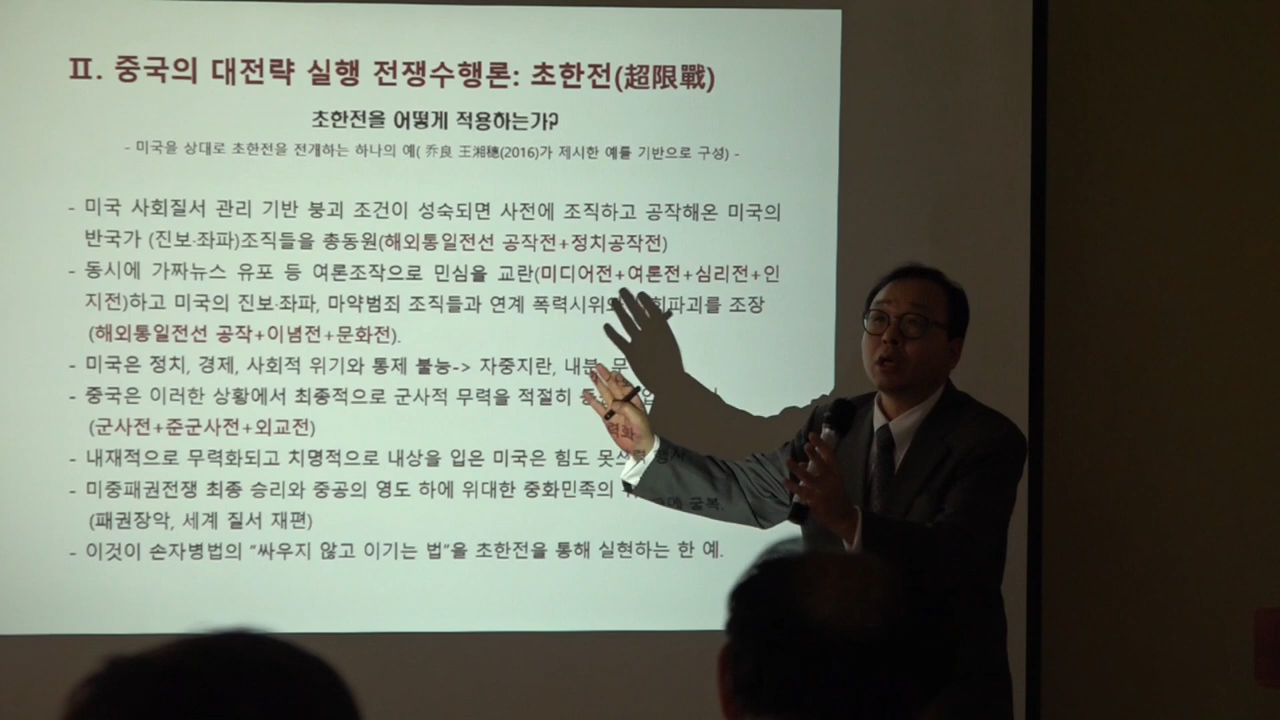 Ⅱ. 중국의 대전략 실행 전쟁수행론: 초한전(超限戰)
초한전을 어떻게 적용하는가?
- 미국을 상대로 초한전을 전개하는 하나의 예( 乔良 王湘穗(2016)가 제시한 예를 기반으로 구성) -
- 미국 사회질서 관리 기반 붕괴 조건이 성숙되면 사전에 조직하고 공작해온 미국의
반국가 (진보·좌파)조직들을 총동원(해외통일전선 공작전+정치공작전)
- 동시에 가짜뉴스 유포 등 여론조작으로 민심을 교란(미디어전+여론전+심리전+인
지전)하고 미국의 진보·좌파, 마약범죄 조직들과 연계 폭력시위 조장
(해외통일전선 공작+이념전+문화전).
- 미국은 정치, 경제, 사회적 위기와 통제 불능-> 자중지란, 내분,
- 중국은 이러한 상황에서 최종적으로 군사적 무력을 적절히
(군사전+준군사전+외교전)
- 내재적으로 무력화되고 치명적으로 내상을 입은 미국은 힘도
- 미중패권전쟁 최종 승리와 중공의 영도 하에 위대한 중화민족의 굴복.
(패권장악, 세계 질서 재편)
- 이것이 손자병법의 "싸우지 않고 이기는 법"을 초한전을 통해 실현하는 한 예.